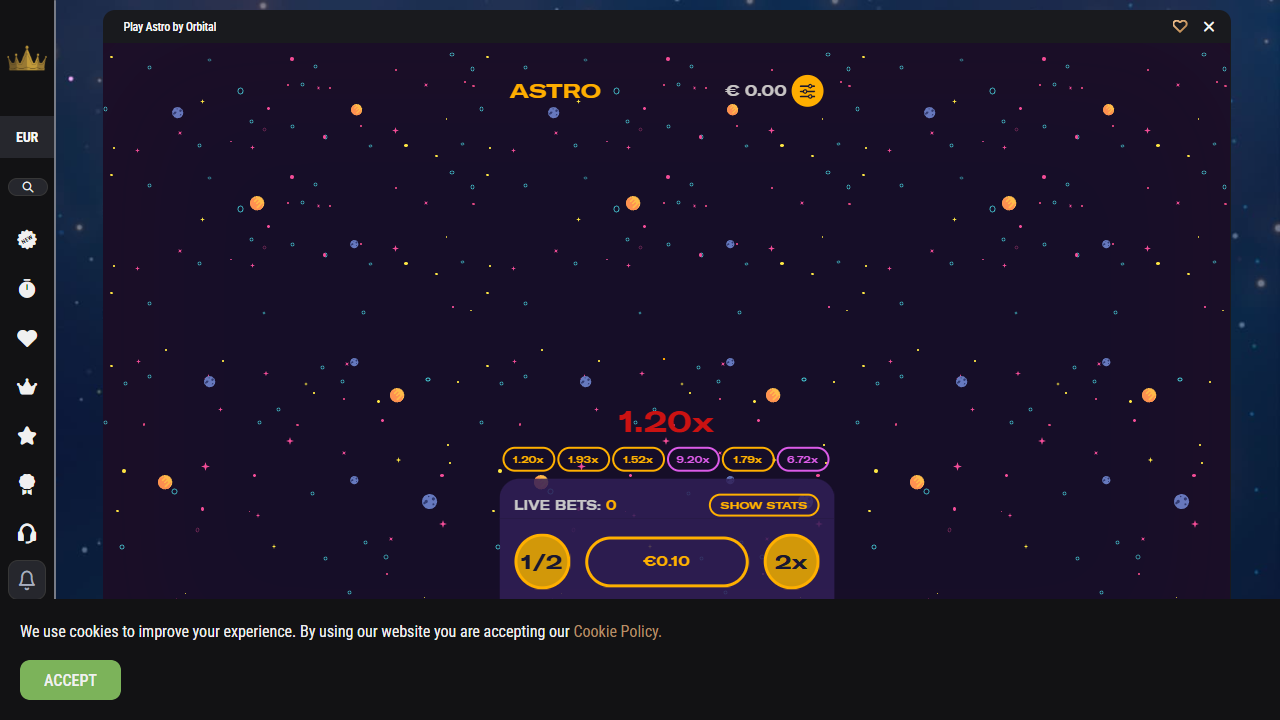 Play Astro by Orbital
ASTRO
€ 0.00
EUR
NEW
1.20x
1.20x 1.93x 1.52x 9.20x 1.79x 6.72x
LIVE BETS: 0
SHOW STATS
1/2
€0.10
2x
We use cookies to improve your experience. By using our website you are accepting our Cookie Policy.
ACCEPT